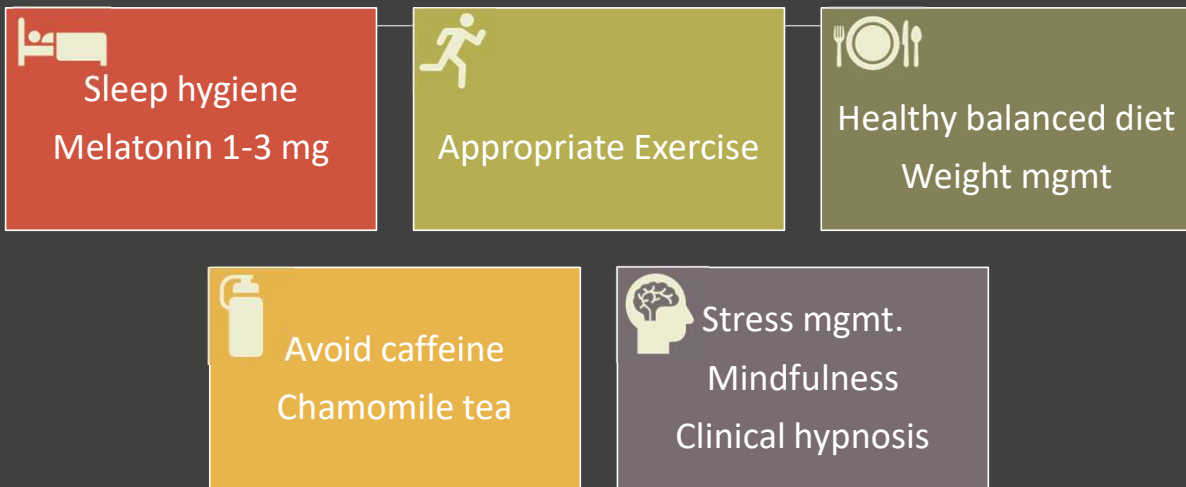 Sleep hygiene
Melatonin 1-3 mg
Appropriate Exercise
Healthy balanced diet
Weight mgmt
Avoid caffeine
Chamomile tea
Stress mgmt.
Mindfulness
Clinical hypnosis